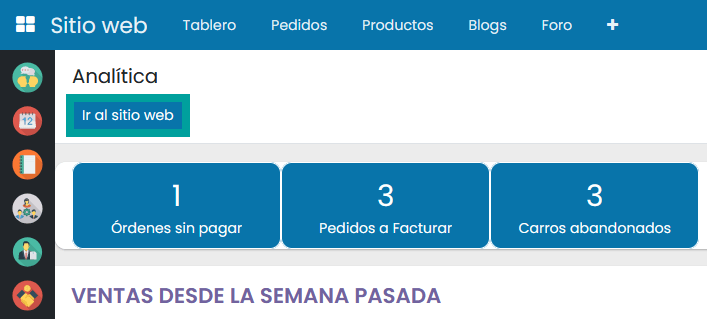 Sitio web Tablero Pedidos Productos Blogs Foro
Analítica
12
Ir al sitio web
1 3 3
Órdenes sin pagar Pedidos a Facturar Carros abandonados
VENTAS DESDE LA SEMANA PASADA